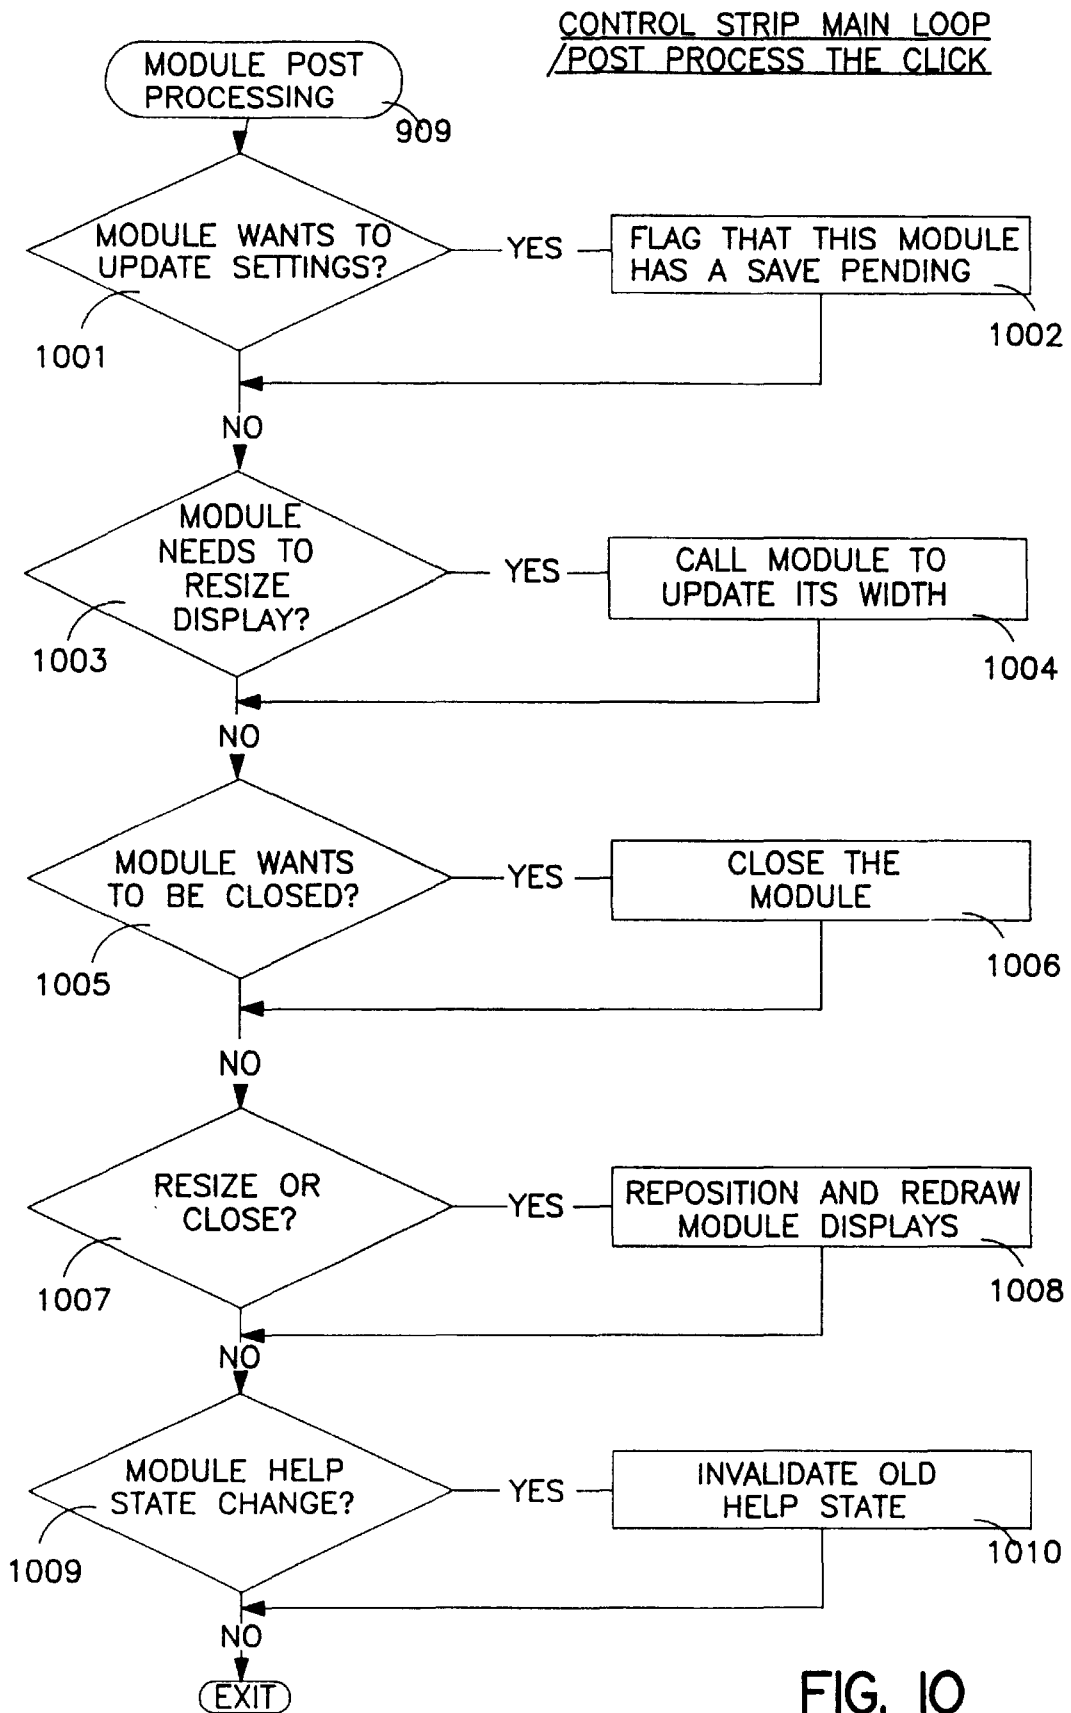 CONTROL STRIP MAIN LOOP
/POST PROCESS THE CLICK
MODULE POST
PROCESSING
909
MODULE WANTS TO
UPDATE SETTINGS?
1001
YES
FLAG THAT THIS MODULE
HAS A SAVE PENDING
1002
NO
MODULE
NEEDS TO
RESIZE
DISPLAY?
1003
YES
CALL MODULE TO
UPDATE ITS WIDTH
1004
NO
MODULE WANTS
TO BE CLOSED?
1005
YES
CLOSE THE
MODULE
1006
NO
RESIZE OR
CLOSE?
1007
YES
REPOSITION AND REDRAW
MODULE DISPLAYS
1008
NO
MODULE HELP
STATE CHANGE?
1009
YES
INVALIDATE OLD
HELP STATE
1010
NO
EXIT
FIG. 10